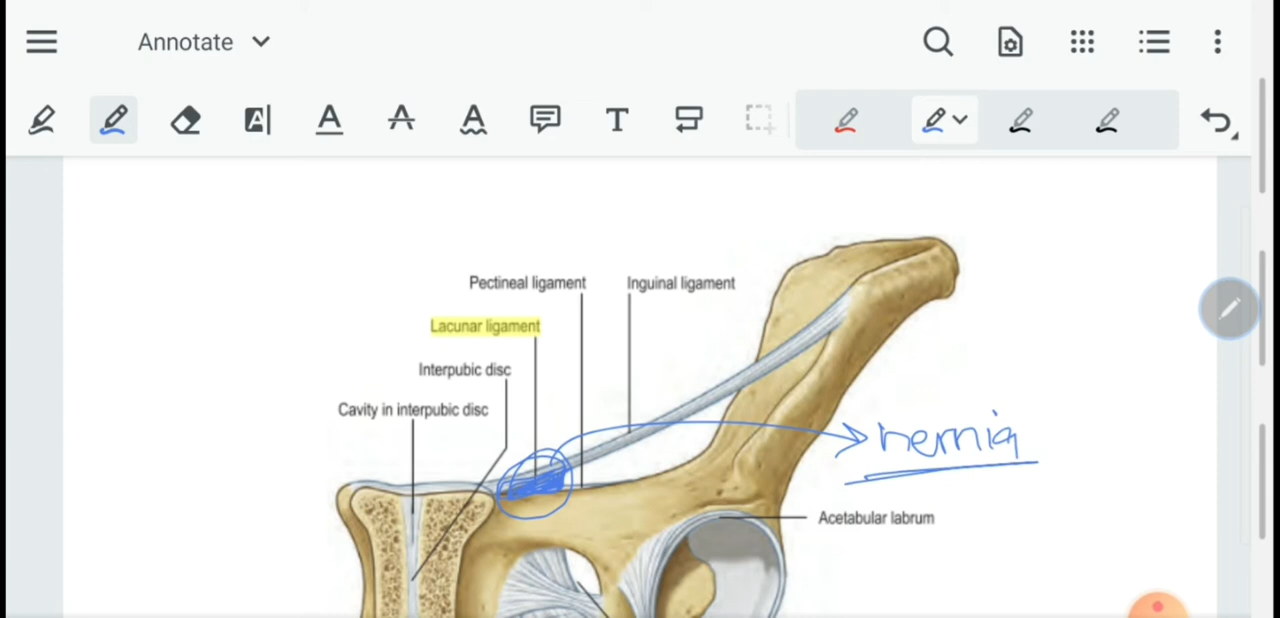 Annotate
Pectineal ligament
Inguinal ligament
Lacunar ligament
Interpubic disc
Cavity in interpubic disc
hernia
Acetabular labrum